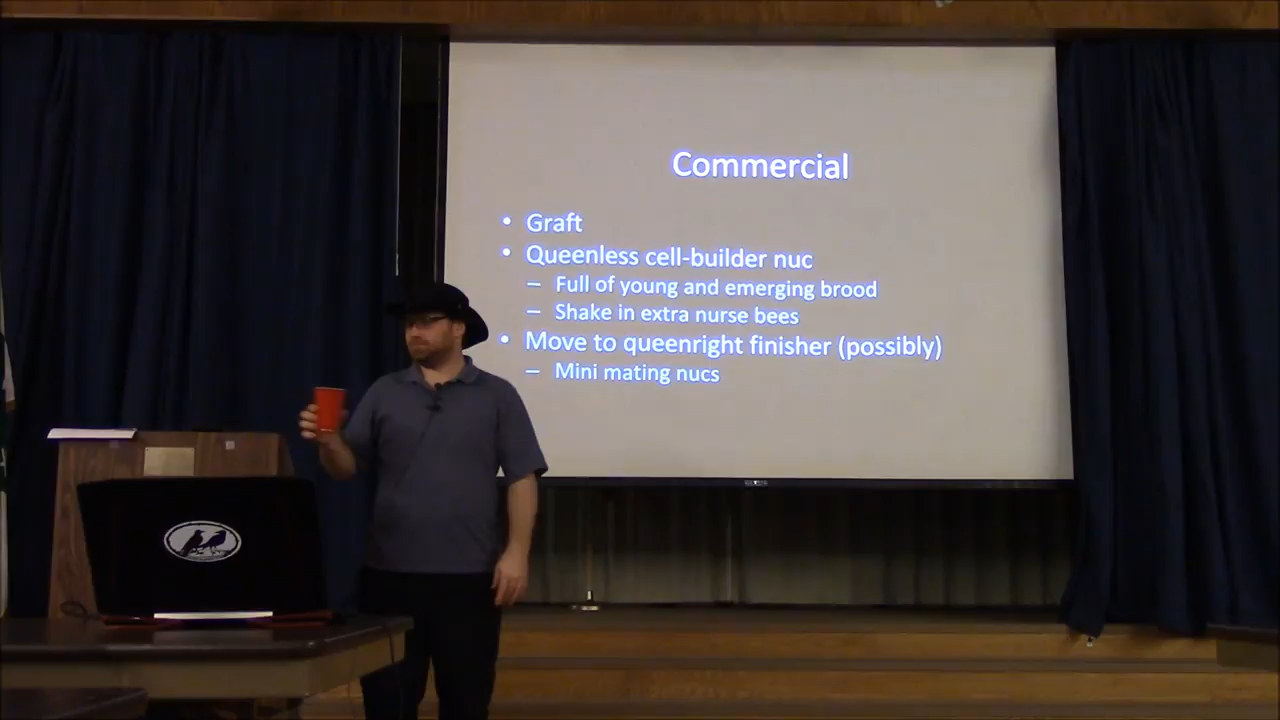 Commercial
• Graft
• Queenless cell-builder nuc
– Full of young and emerging brood
– Shake in extra nurse bees
• Move to queenright finisher (possibly)
– Mini mating nucs